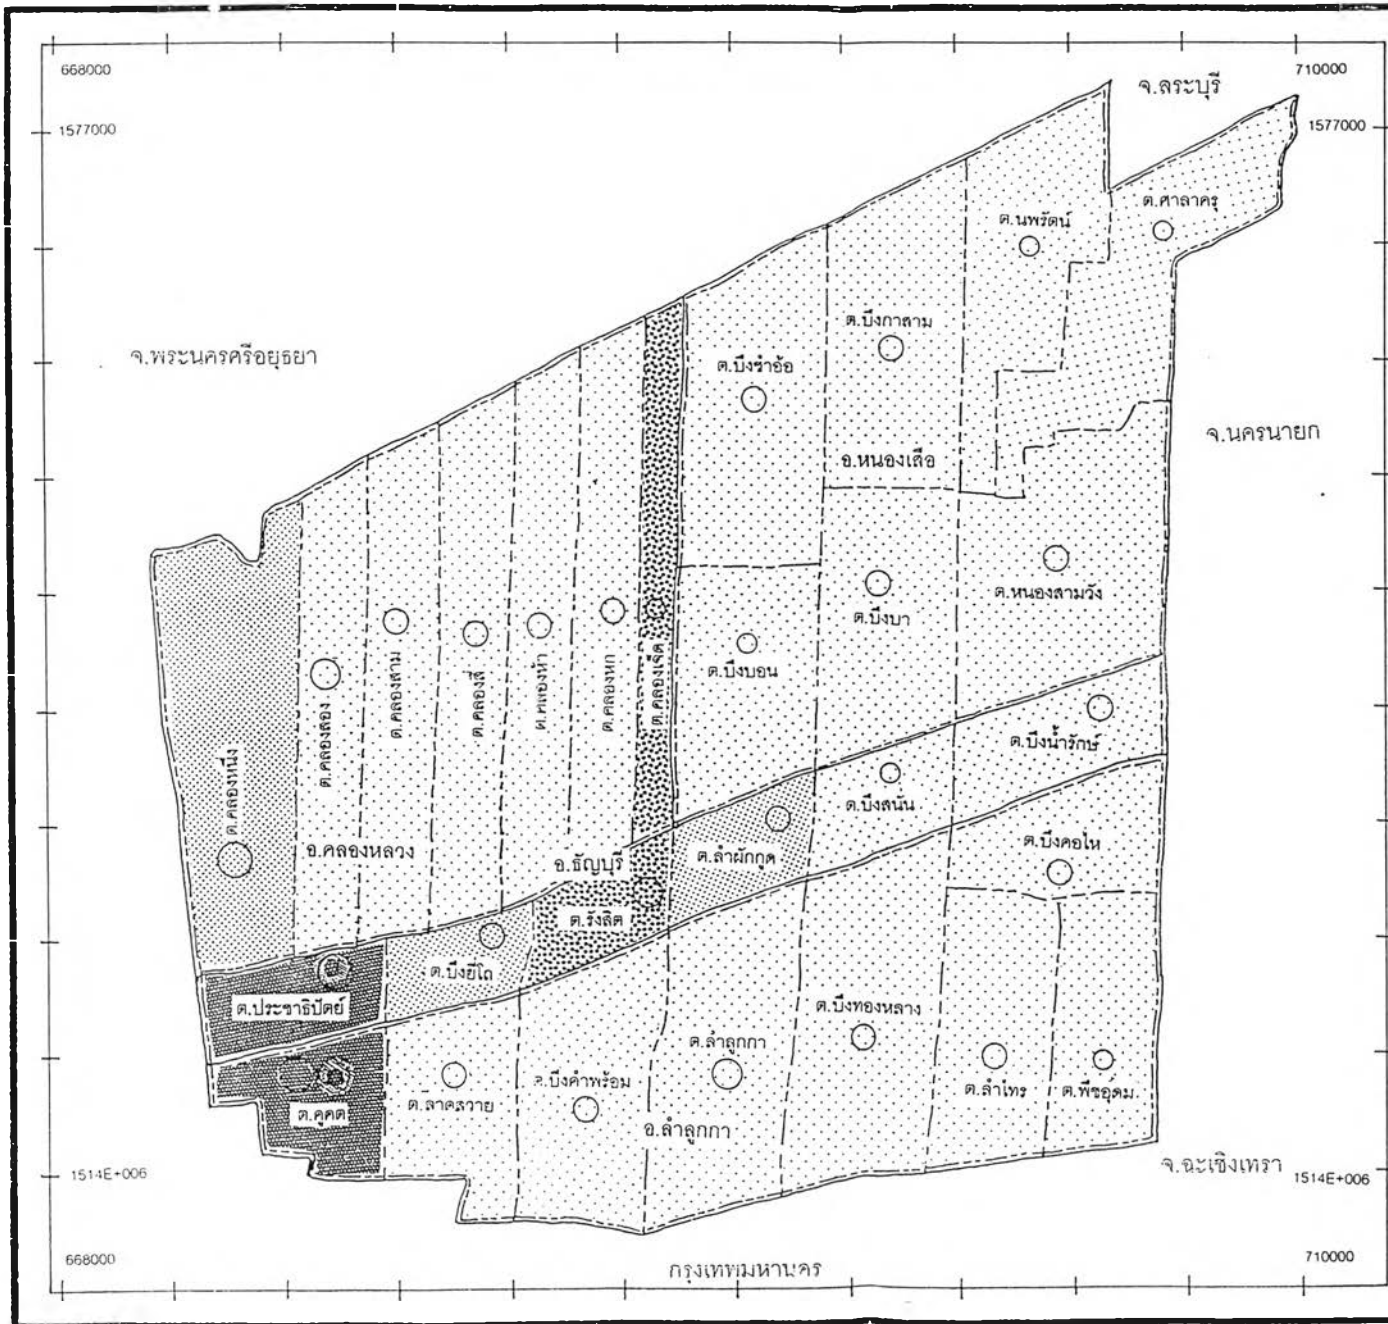 668000
710000
จ.สระบุรี
1577000
1577000
ต.ศาลาครุ
ต.นพรัตน์
ต.บึงกาสาม
จ.พระนครศรีอยุธยา
ต.บึงชำอ้อ
จ.นครนายก
อ.หนองเสือ
ต.หนองสามวัง
ต.บึงบา
ต.บึงบอน
ต.คลองเจ็ด
ต.คลองหก
ต.คลองห้า
ต.คลองสี่
ต.คลองสาม
ต.คลองสอง
ต.คลองหนึ่ง
ต.บึงน้ำรักษ์
ต.บึงสนั่น
ต.บึงคอไห
อ.คลองหลวง
อ.ธัญบุรี
ต.ลำผักกูด
ต.รังสิต
ต.บึงยี่โถ
ต.ประชาธิปัตย์
ต.บึงทองหลาง
ต.ลำลูกกา
ต.บึงคำพร้อย
ต.ลำไทร
ต.พืชอุดม
ต.ลาดสวาย
ต.คูคต
อ.ลำลูกกา
จ.ฉะเชิงเทรา
1514E+006
1514E+006
668000
710000
กรุงเทพมหานคร